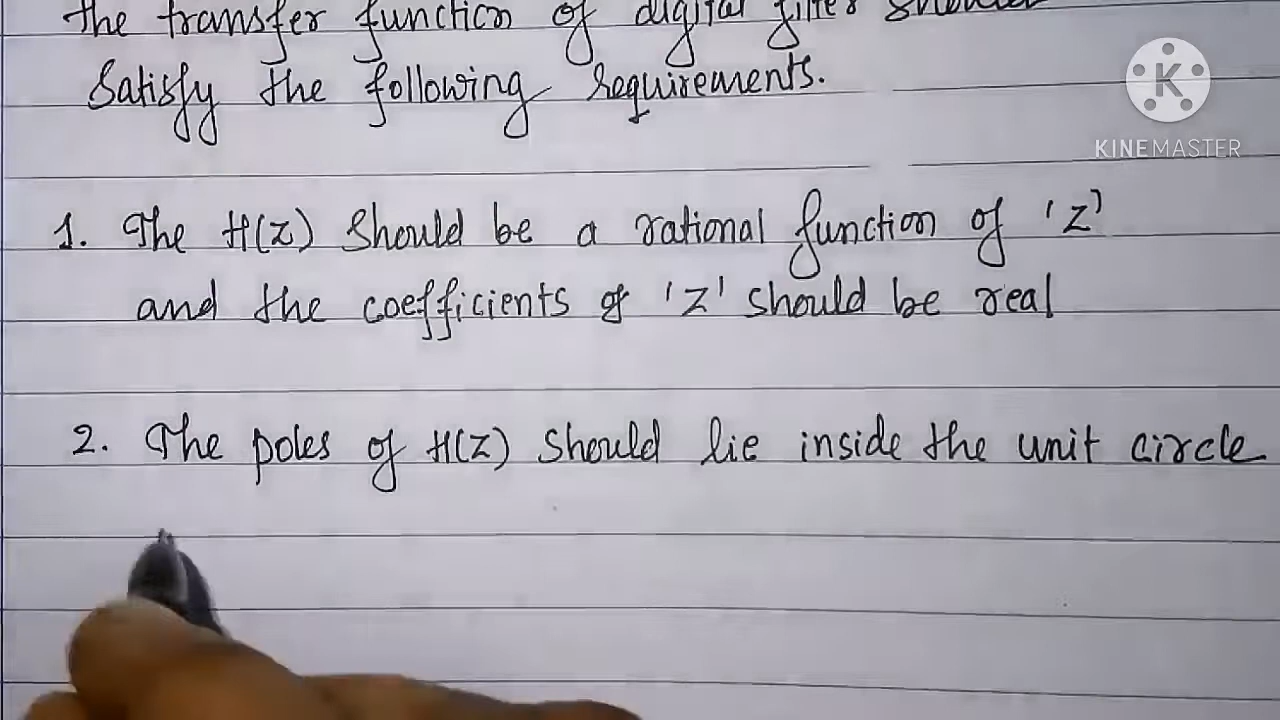 the transfer function of digital filter should
Satisfy the following requirements.
KINEMASTER
1. The H(Z) Should be a rational function of 'Z'
and the coefficients of 'Z' should be real
2. The poles of H(Z) Should lie inside the unit circle